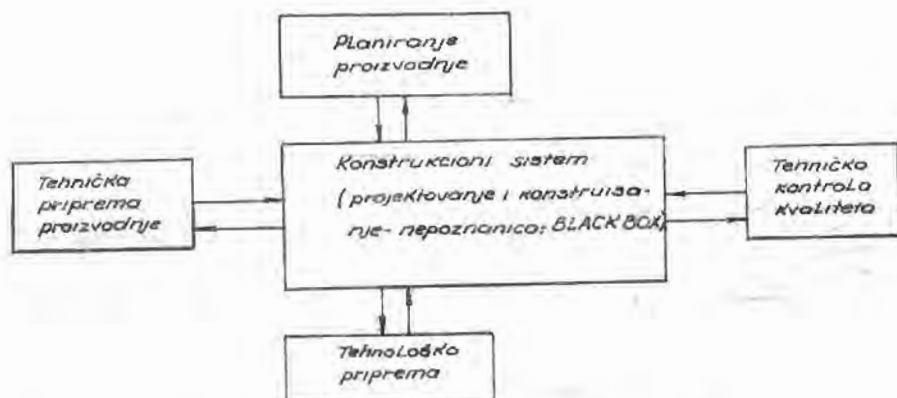 Planiranje
proizvodnje
Konstrukcioni sistem
(projektovanje i konstruisa-
nje- nepoznanica: BLACK BOX)
Tehnička
priprema
proizvodnje
Tehnička
kontrola
kvaliteta
Tehnološka
priprema